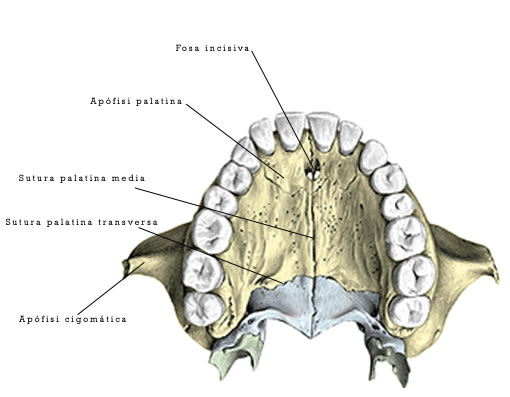 Fosa incisiva
Apófisi palatina
Sutura palatina media
Sutura palatina transversa
Apófisi cigomática